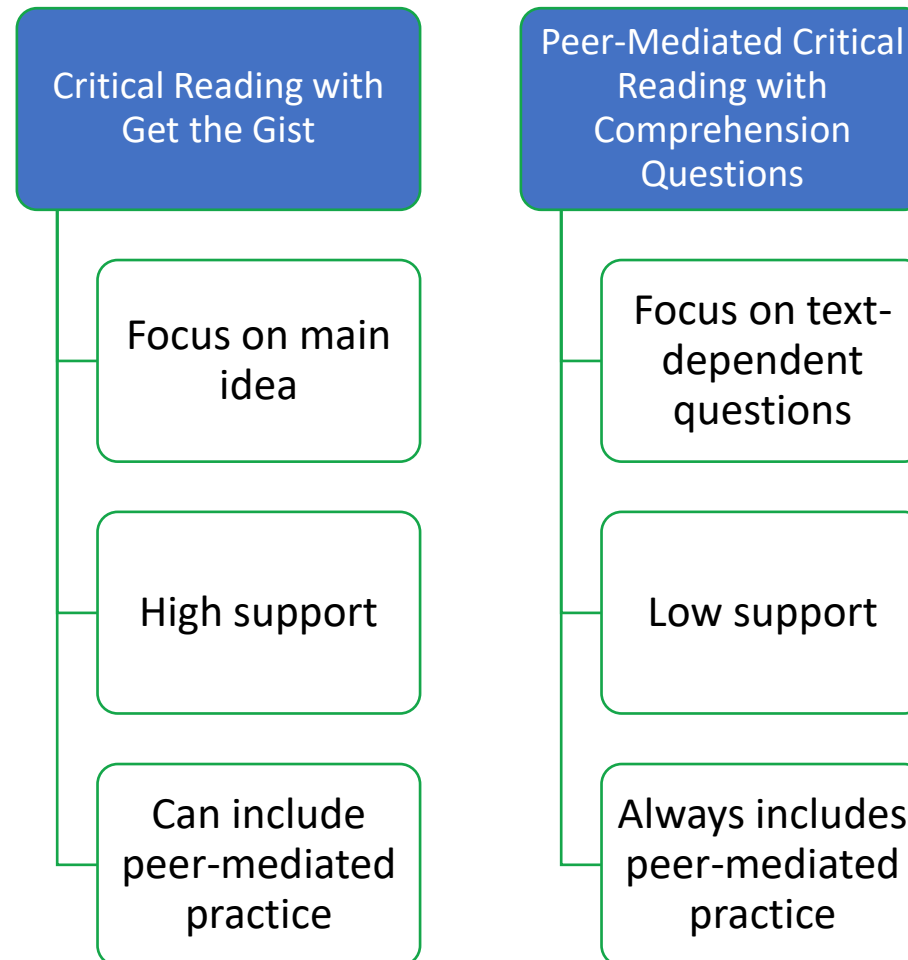 Critical Reading with
Get the Gist
Focus on main
idea
High support
Can include
peer-mediated
practice
Peer-Mediated Critical
Reading with
Comprehension
Questions
Focus on text-
dependent
questions
Low support
Always includes
peer-mediated
practice